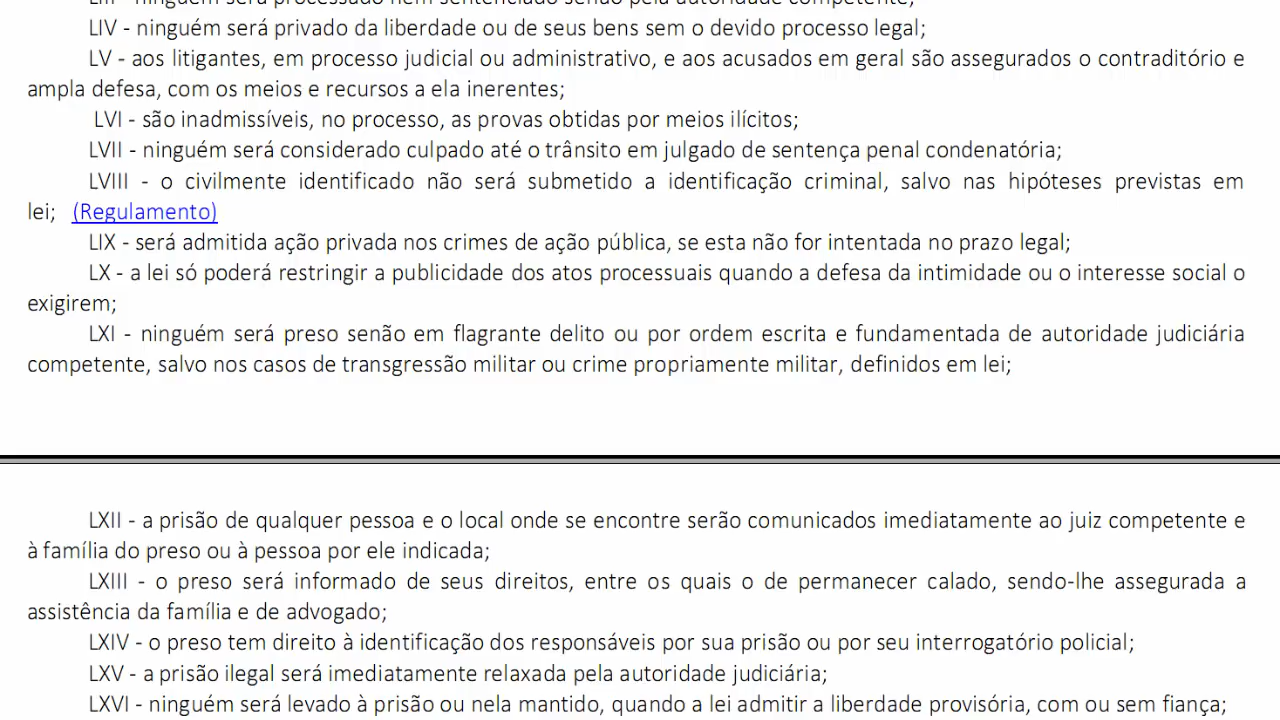 LIII - ninguém será processado nem sentenciado senão pela autoridade competente;
LIV - ninguém será privado da liberdade ou de seus bens sem o devido processo legal;
LV - aos litigantes, em processo judicial ou administrativo, e aos acusados em geral são assegurados o contraditório e
ampla defesa, com os meios e recursos a ela inerentes;
LVI - são inadmissíveis, no processo, as provas obtidas por meios ilícitos;
LVII - ninguém será considerado culpado até o trânsito em julgado de sentença penal condenatória;
LVIII - o civilmente identificado não será submetido a identificação criminal, salvo nas hipóteses previstas em
lei; (Regulamento)
LIX - será admitida ação privada nos crimes de ação pública, se esta não for intentada no prazo legal;
LX - a lei só poderá restringir a publicidade dos atos processuais quando a defesa da intimidade ou o interesse social o
exigirem;
LXI - ninguém será preso senão em flagrante delito ou por ordem escrita e fundamentada de autoridade judiciária
competente, salvo nos casos de transgressão militar ou crime propriamente militar, definidos em lei;
LXII - a prisão de qualquer pessoa e o local onde se encontre serão comunicados imediatamente ao juiz competente e
à família do preso ou à pessoa por ele indicada;
LXIII - o preso será informado de seus direitos, entre os quais o de permanecer calado, sendo-lhe assegurada a
assistência da família e de advogado;
LXIV - o preso tem direito à identificação dos responsáveis por sua prisão ou por seu interrogatório policial;
LXV - a prisão ilegal será imediatamente relaxada pela autoridade judiciária;
LXVI - ninguém será levado à prisão ou nela mantido, quando a lei admitir a liberdade provisória, com ou sem fiança;